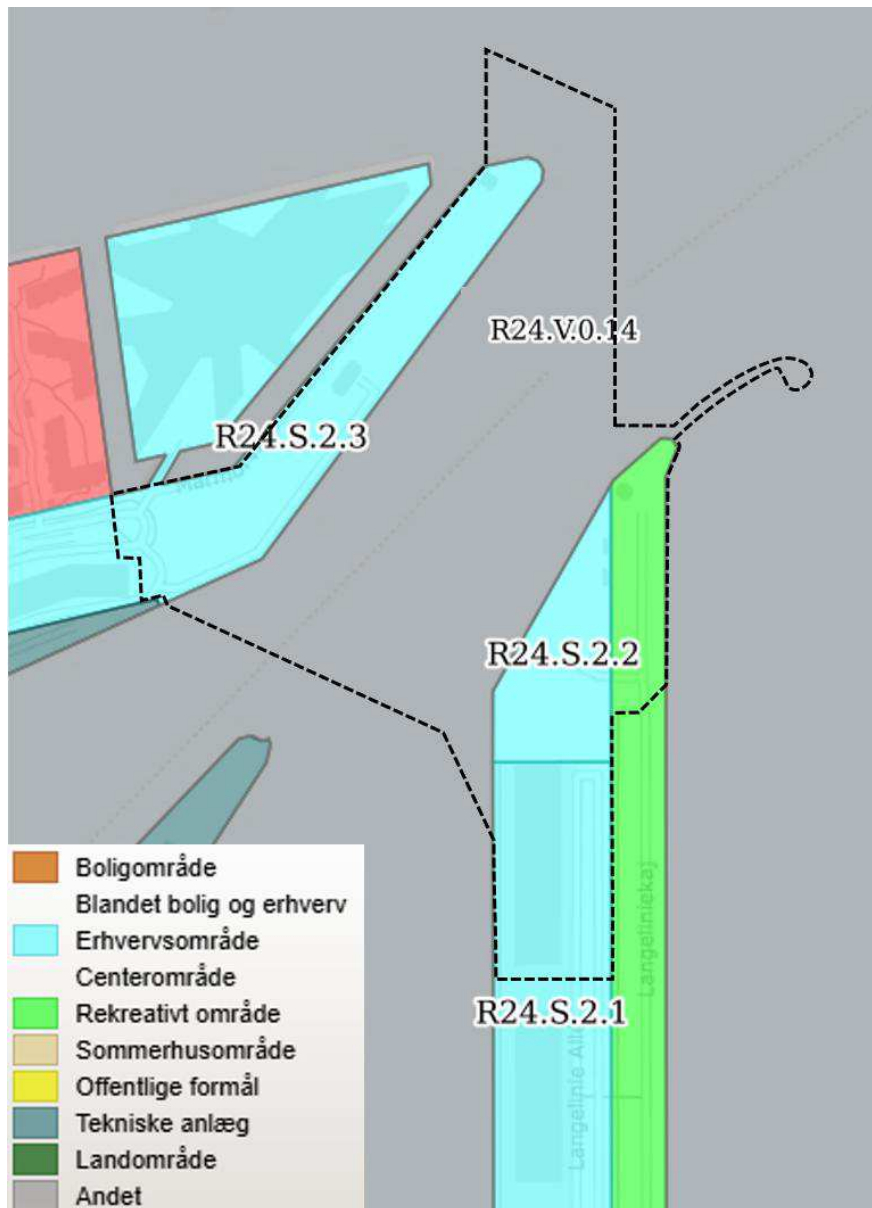 R24.V.0.14
R24.S.2.3
R24.S.2.2
Langeliniekaj
R24.S.2.1
Langelinie Allé
Boligområde
Blandet bolig og erhverv
Erhvervsområde
Centerområde
Rekreativt område
Sommerhusområde
Offentlige formål
Tekniske anlæg
Landområde
Andet